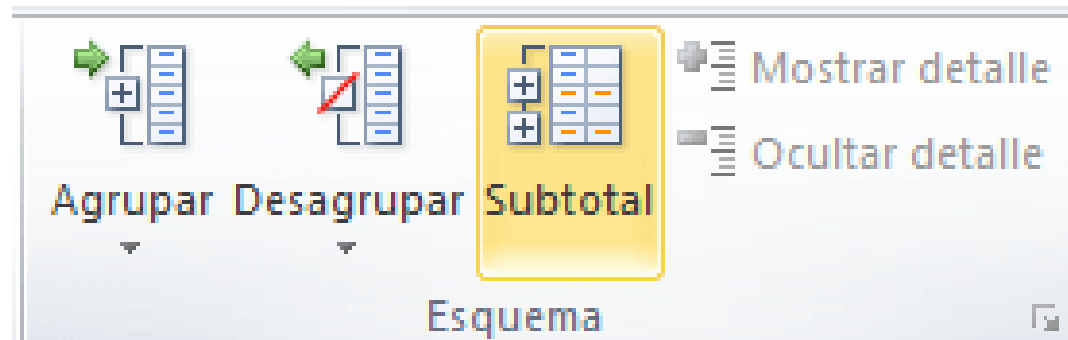 Agrupar Desagrupar Subtotal
Mostrar detalle
Ocultar detalle
Esquema